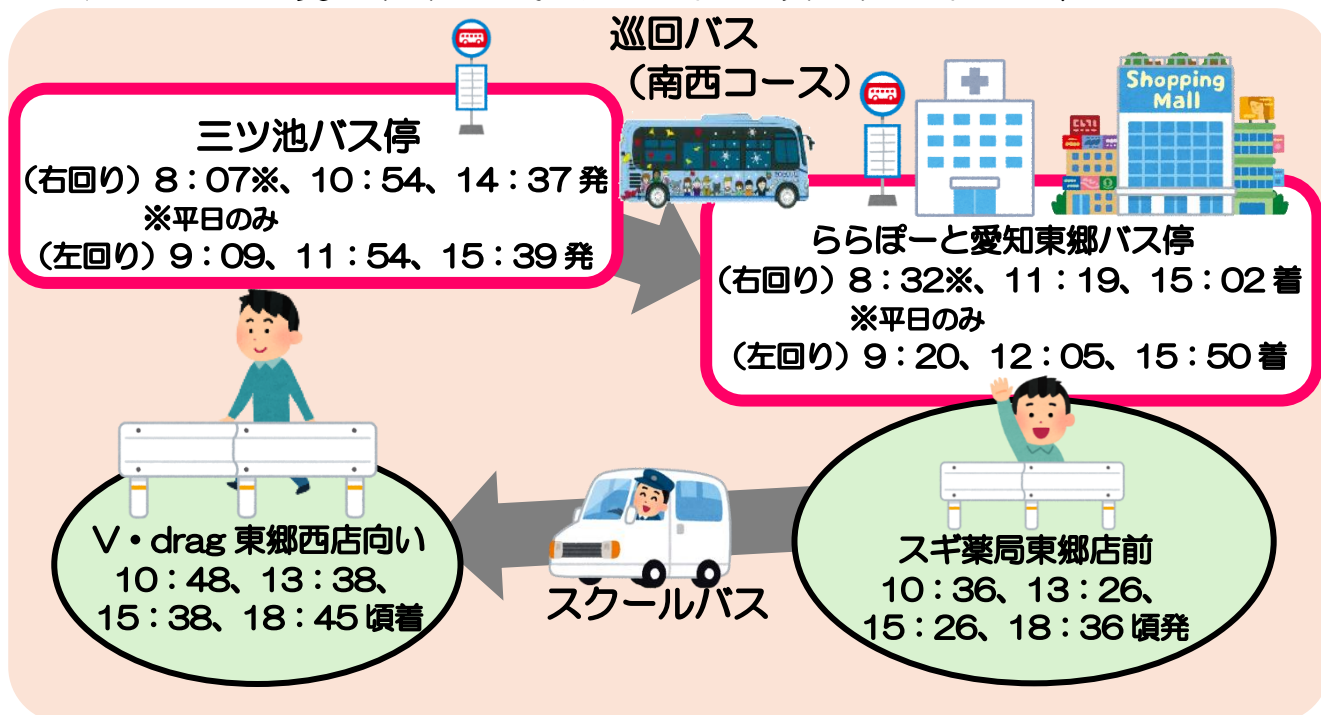 巡回バス
（南西コース）
三ツ池バス停
（右回り）8：07※、10：54、14：37発
※平日のみ
（左回り）9：09、11：54、15：39発
Shopping
Mall
ららぽーと愛知東郷バス停
（右回り）8：32※、11：19、15：02着
※平日のみ
（左回り）9：20、12：05、15：50着
V・drag 東郷西店向い
10：48、13：38、
15：38、18：45頃着
スクールバス
スギ薬局東郷店前
10：36、13：26、
15：26、18：36頃発